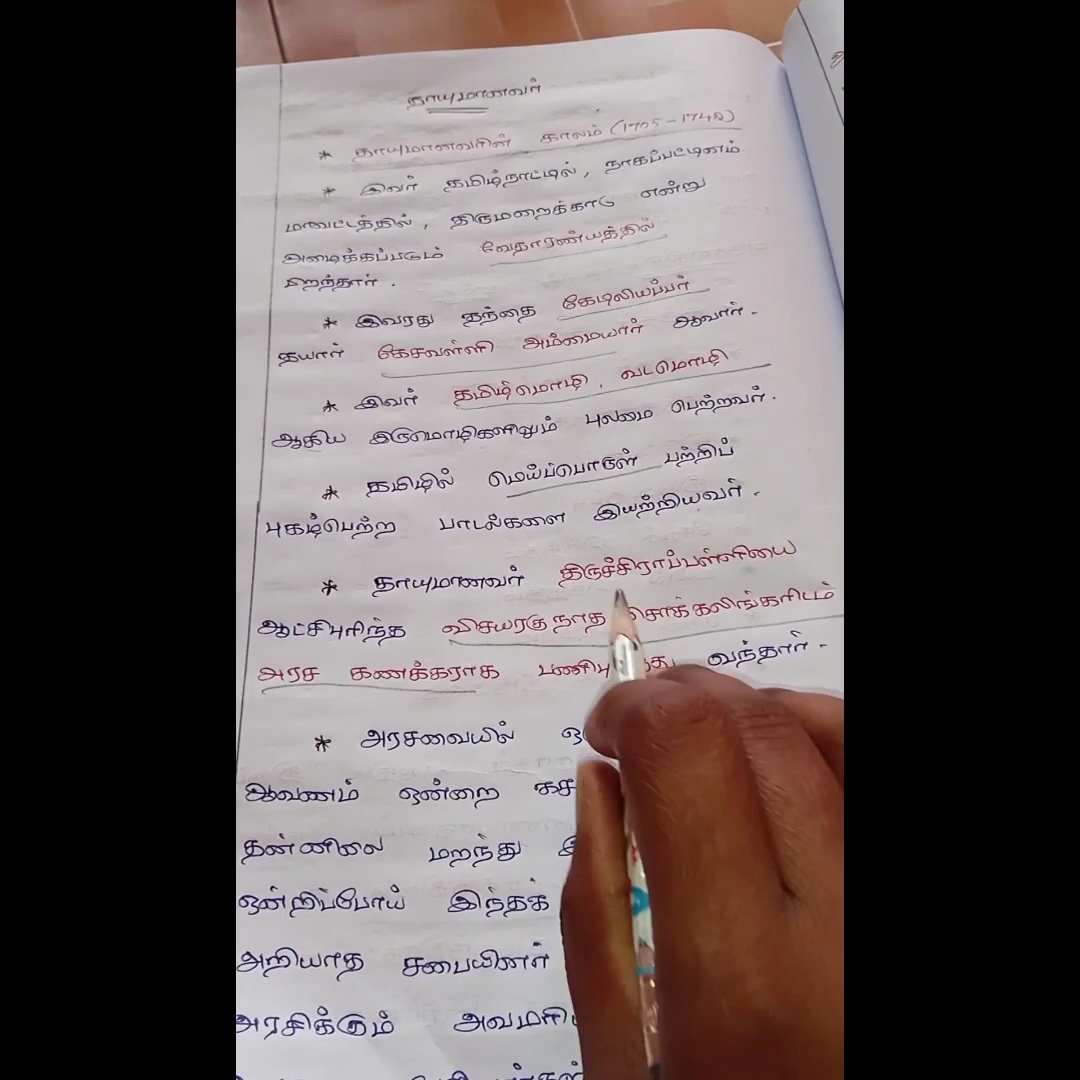 தாயுமானவர்
* தாயுமானவரின் காலம் (1705-1742)
* இவர் தமிழ்நாட்டில், நாகப்பட்டினம்
மாவட்டத்தில், திருமறைக்காடு என்று
அழைக்கப்படும் வேதாரண்யத்தில்
பிறந்தார்.
* இவரது தந்தை கேடிலியப்பர்
தயார் கேசவள்ளி அம்மையார் ஆவார்.
* இவர் தமிழ்மொழி, வடமொழி
ஆகிய இருமொழிகளிலும் புலமை பெற்றவர்.
* தமிழில் மெய்ப்பொருள் பற்றிப்
புகழ்பெற்ற பாடல்களை இயற்றியவர்.
* தாயுமானவர் திருச்சிராப்பள்ளியை
ஆட்சிபுரிந்த விசயரகுநாத சொக்கலிங்கரிடம்
அரச கணக்கராக வந்தார்.
* அரசவையில்
ஆவணம் ஒன்றை
தன்னிலை மறந்து
ஒன்றிப்போய் இந்தக்
அறியாத சபையினர்
அரசிக்கும்